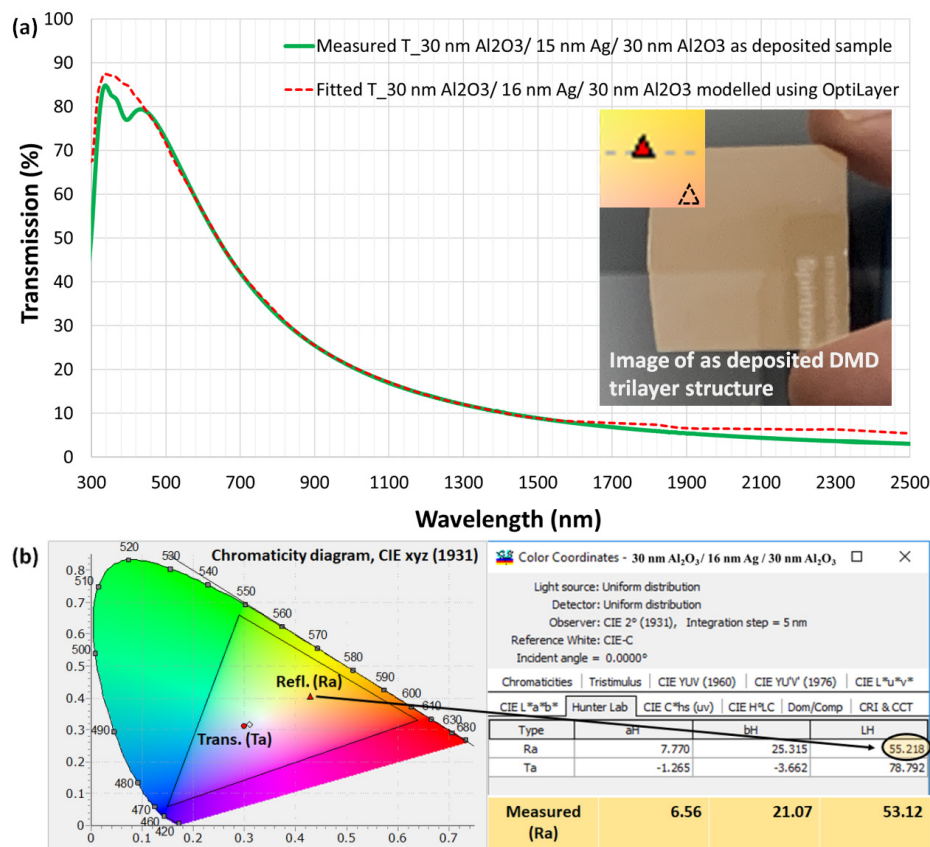 (a)
100
90
80
70
60
50
40
30
20
10
0
Transmission (%)
Measured T_30 nm Al2O3/ 15 nm Ag/ 30 nm Al2O3 as deposited sample
Fitted T_30 nm Al2O3/ 16 nm Ag/ 30 nm Al2O3 modelled using OptiLayer
Image of as deposited DMD
trilayer structure
300 500 700 900 1100 1300 1500 1700 1900 2100 2300 2500
Wavelength (nm)
(b)
Chromaticity diagram, CIE xyz (1931)
0.8
0.7
0.6
0.5
0.4
0.3
0.2
0.1
0
0 0.1 0.2 0.3 0.4 0.5 0.6 0.7
520
530
510
540
550
560
570
500
580
590
600
610
630
680
490
480
470
460
420
Refl. (Ra)
Trans. (Ta)
Color Coordinates - 30 nm Al₂O₃/ 16 nm Ag / 30 nm Al₂O₃
Light source: Uniform distribution
Detector: Uniform distribution
Observer: CIE 2° (1931), Integration step = 5 nm
Reference White: CIE-C
Incident angle = 0.0000°
Chromaticities Tristimulus CIE YUV (1960) CIE YU'V' (1976) CIE L*u*v*
CIE L*a*b* Hunter Lab CIE C*hs (uv) CIE H°LC Dom/Comp CRI & CCT
Type aH bH LH
Ra 7.770 25.315 55.218
Ta -1.265 -3.662 78.792
Measured 6.56 21.07 53.12
(Ra)